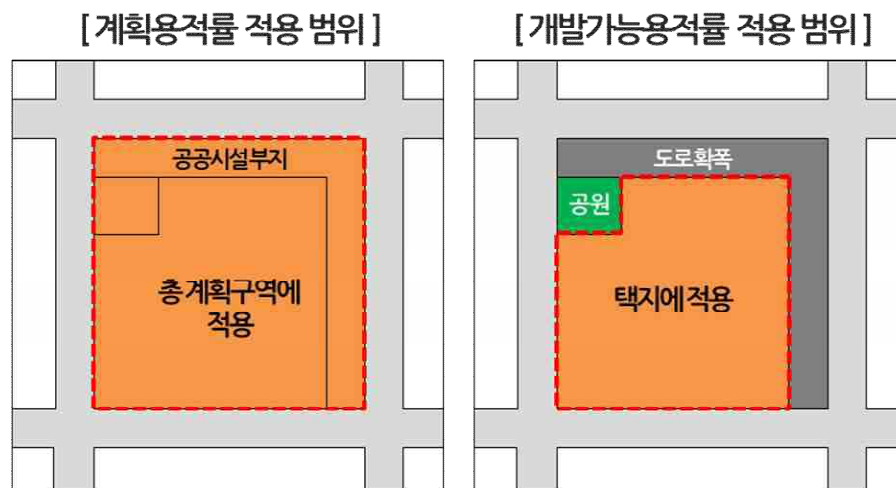 [ 계획용적률 적용 범위 ]
공공시설부지
총 계획구역에
적용
[ 개발가능용적률 적용 범위 ]
도로확폭
공원
택지에 적용